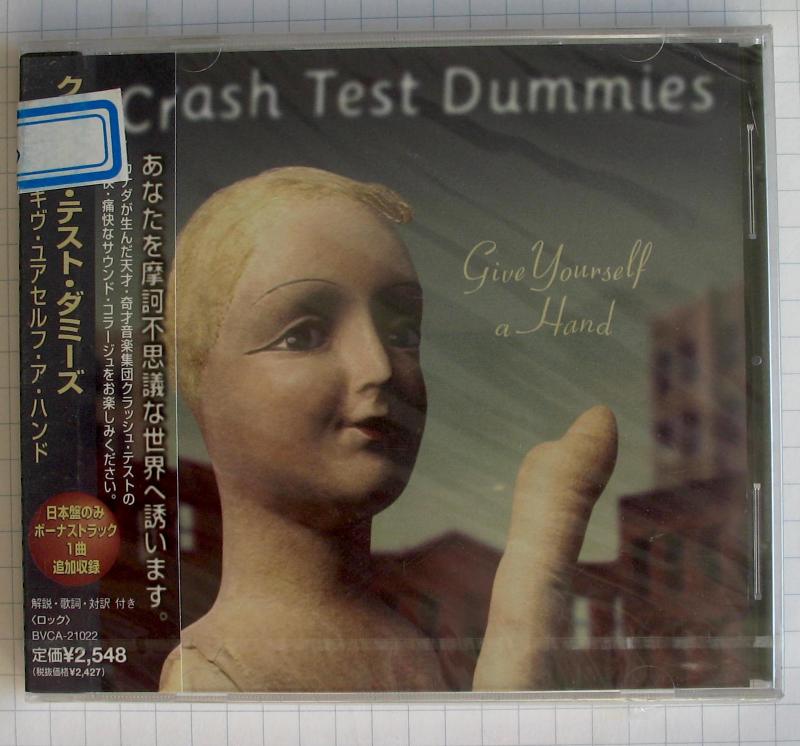 Crash Test Dummies
Give Yourself
a Hand
あなたを摩訶不思議な世界へ誘います。
カナダが生んだ天才・奇才音楽集団クラッシュ・テストの
・痛快なサウンド・コラージュをお楽しみください。
ク
・テスト・ダミーズ
ギヴ・ユアセルフ・ア・ハンド
日本盤のみ
ボーナストラック
1曲
追加収録
解説・歌詞・対訳 付き
〈ロック〉
BVCA-21022
定価¥2,548
(税抜価格¥2,427)